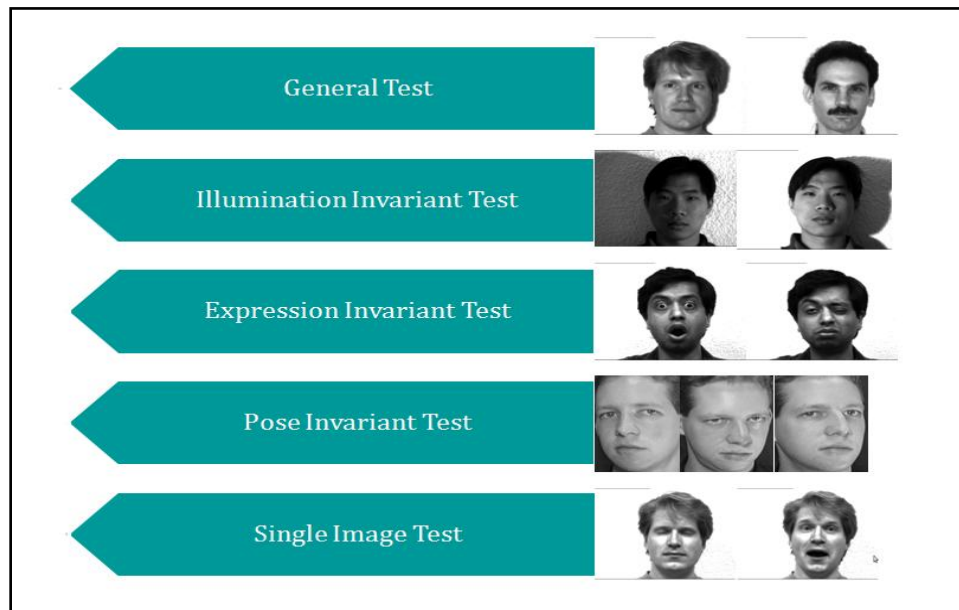 General Test
Illumination Invariant Test
Expression Invariant Test
Pose Invariant Test
Single Image Test